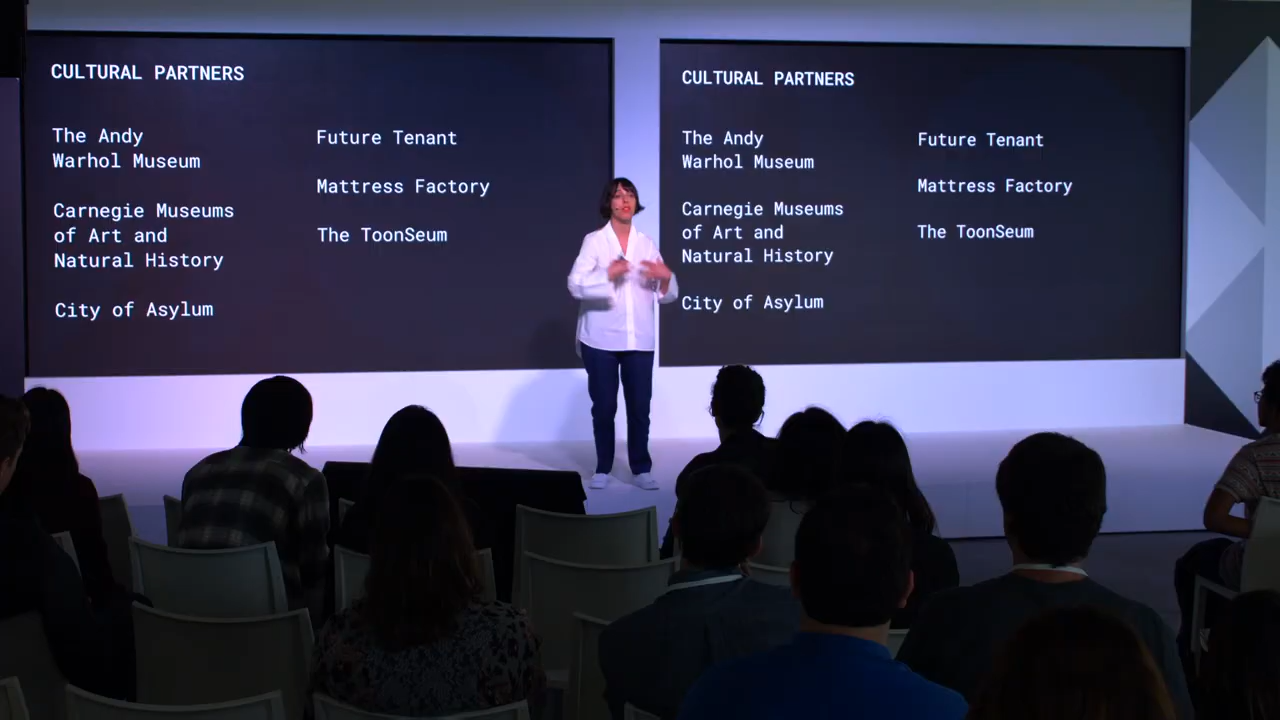 CULTURAL PARTNERS
The Andy
Warhol Museum
Carnegie Museums
of Art and
Natural History
City of Asylum
Future Tenant
Mattress Factory
The ToonSeum
CULTURAL PARTNERS
The Andy
Warhol Museum
Carnegie Museums
of Art and
Natural History
City of Asylum
Future Tenant
Mattress Factory
The ToonSeum